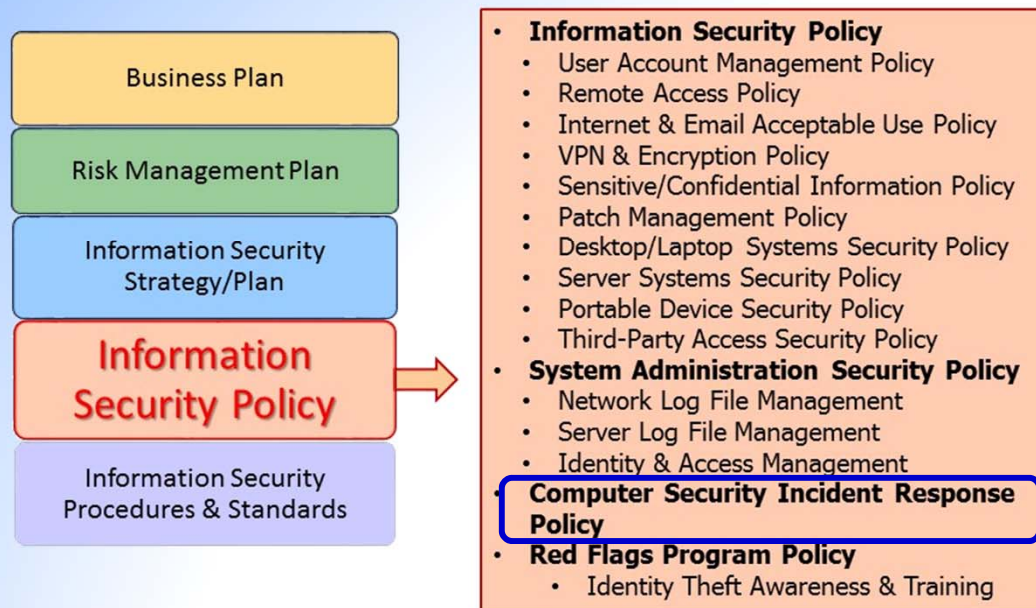 Business Plan
Risk Management Plan
Information Security
Strategy/Plan
Information
Security Policy
Information Security
Procedures & Standards
• Information Security Policy
• User Account Management Policy
• Remote Access Policy
• Internet & Email Acceptable Use Policy
• VPN & Encryption Policy
• Sensitive/Confidential Information Policy
• Patch Management Policy
• Desktop/Laptop Systems Security Policy
• Server Systems Security Policy
• Portable Device Security Policy
• Third-Party Access Security Policy
• System Administration Security Policy
• Network Log File Management
• Server Log File Management
• Identity & Access Management
• Computer Security Incident Response
Policy
• Red Flags Program Policy
• Identity Theft Awareness & Training